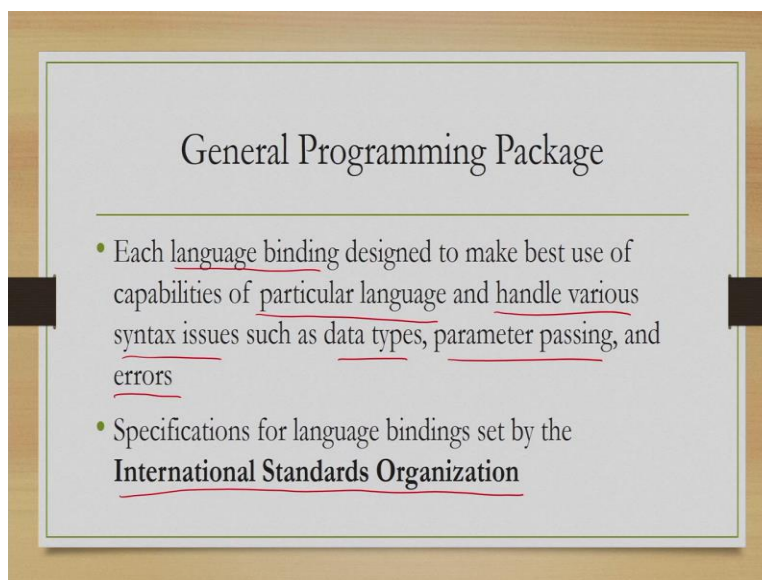 General Programming Package
• Each language binding designed to make best use of
capabilities of particular language and handle various
syntax issues such as data types, parameter passing, and
errors
• Specifications for language bindings set by the
International Standards Organization